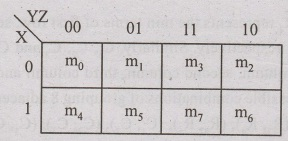 YZ
X 00 01 11 10
0 m₀ m₁ m₃ m₂
1 m₄ m₅ m₇ m₆